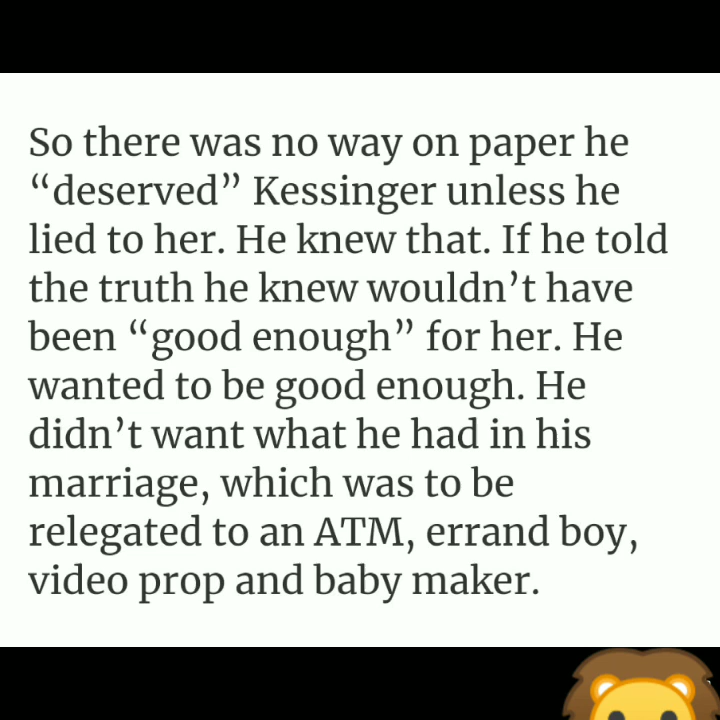 So there was no way on paper he
“deserved” Kessinger unless he
lied to her. He knew that. If he told
the truth he knew wouldn’t have
been “good enough” for her. He
wanted to be good enough. He
didn’t want what he had in his
marriage, which was to be
relegated to an ATM, errand boy,
video prop and baby maker.